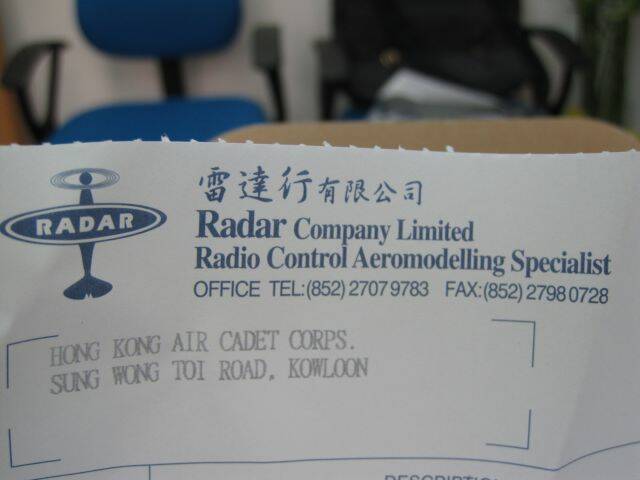 RADAR
雷達行有限公司
Radar Company Limited
Radio Control Aeromodelling Specialist
OFFICE TEL:(852) 2707 9783 FAX:(852) 2798 0728
HONG KONG AIR CADET CORPS.
SUNG WONG TOI ROAD, KOWLOON